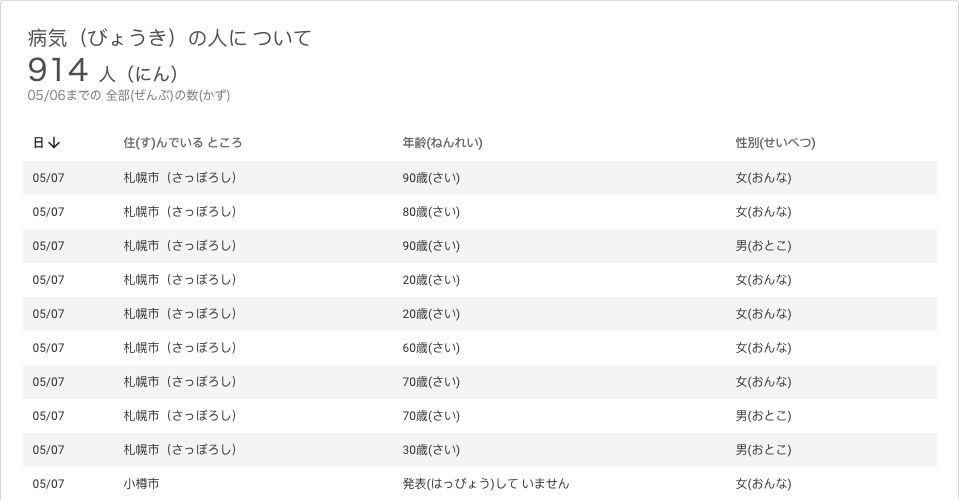 病気（びょうき）の人に ついて
914 人（にん）
05/06までの 全部(ぜんぶ)の数(かず)
日↓ 住(す)んでいる ところ 年齢(ねんれい) 性別(せいべつ)
05/07 札幌市（さっぽろし） 90歳(さい) 女(おんな)
05/07 札幌市（さっぽろし） 80歳(さい) 女(おんな)
05/07 札幌市（さっぽろし） 90歳(さい) 男(おとこ)
05/07 札幌市（さっぽろし） 20歳(さい) 女(おんな)
05/07 札幌市（さっぽろし） 20歳(さい) 女(おんな)
05/07 札幌市（さっぽろし） 60歳(さい) 女(おんな)
05/07 札幌市（さっぽろし） 70歳(さい) 女(おんな)
05/07 札幌市（さっぽろし） 70歳(さい) 男(おとこ)
05/07 札幌市（さっぽろし） 30歳(さい) 男(おとこ)
05/07 小樽市 発表(はっぴょう)して いません 女(おんな)